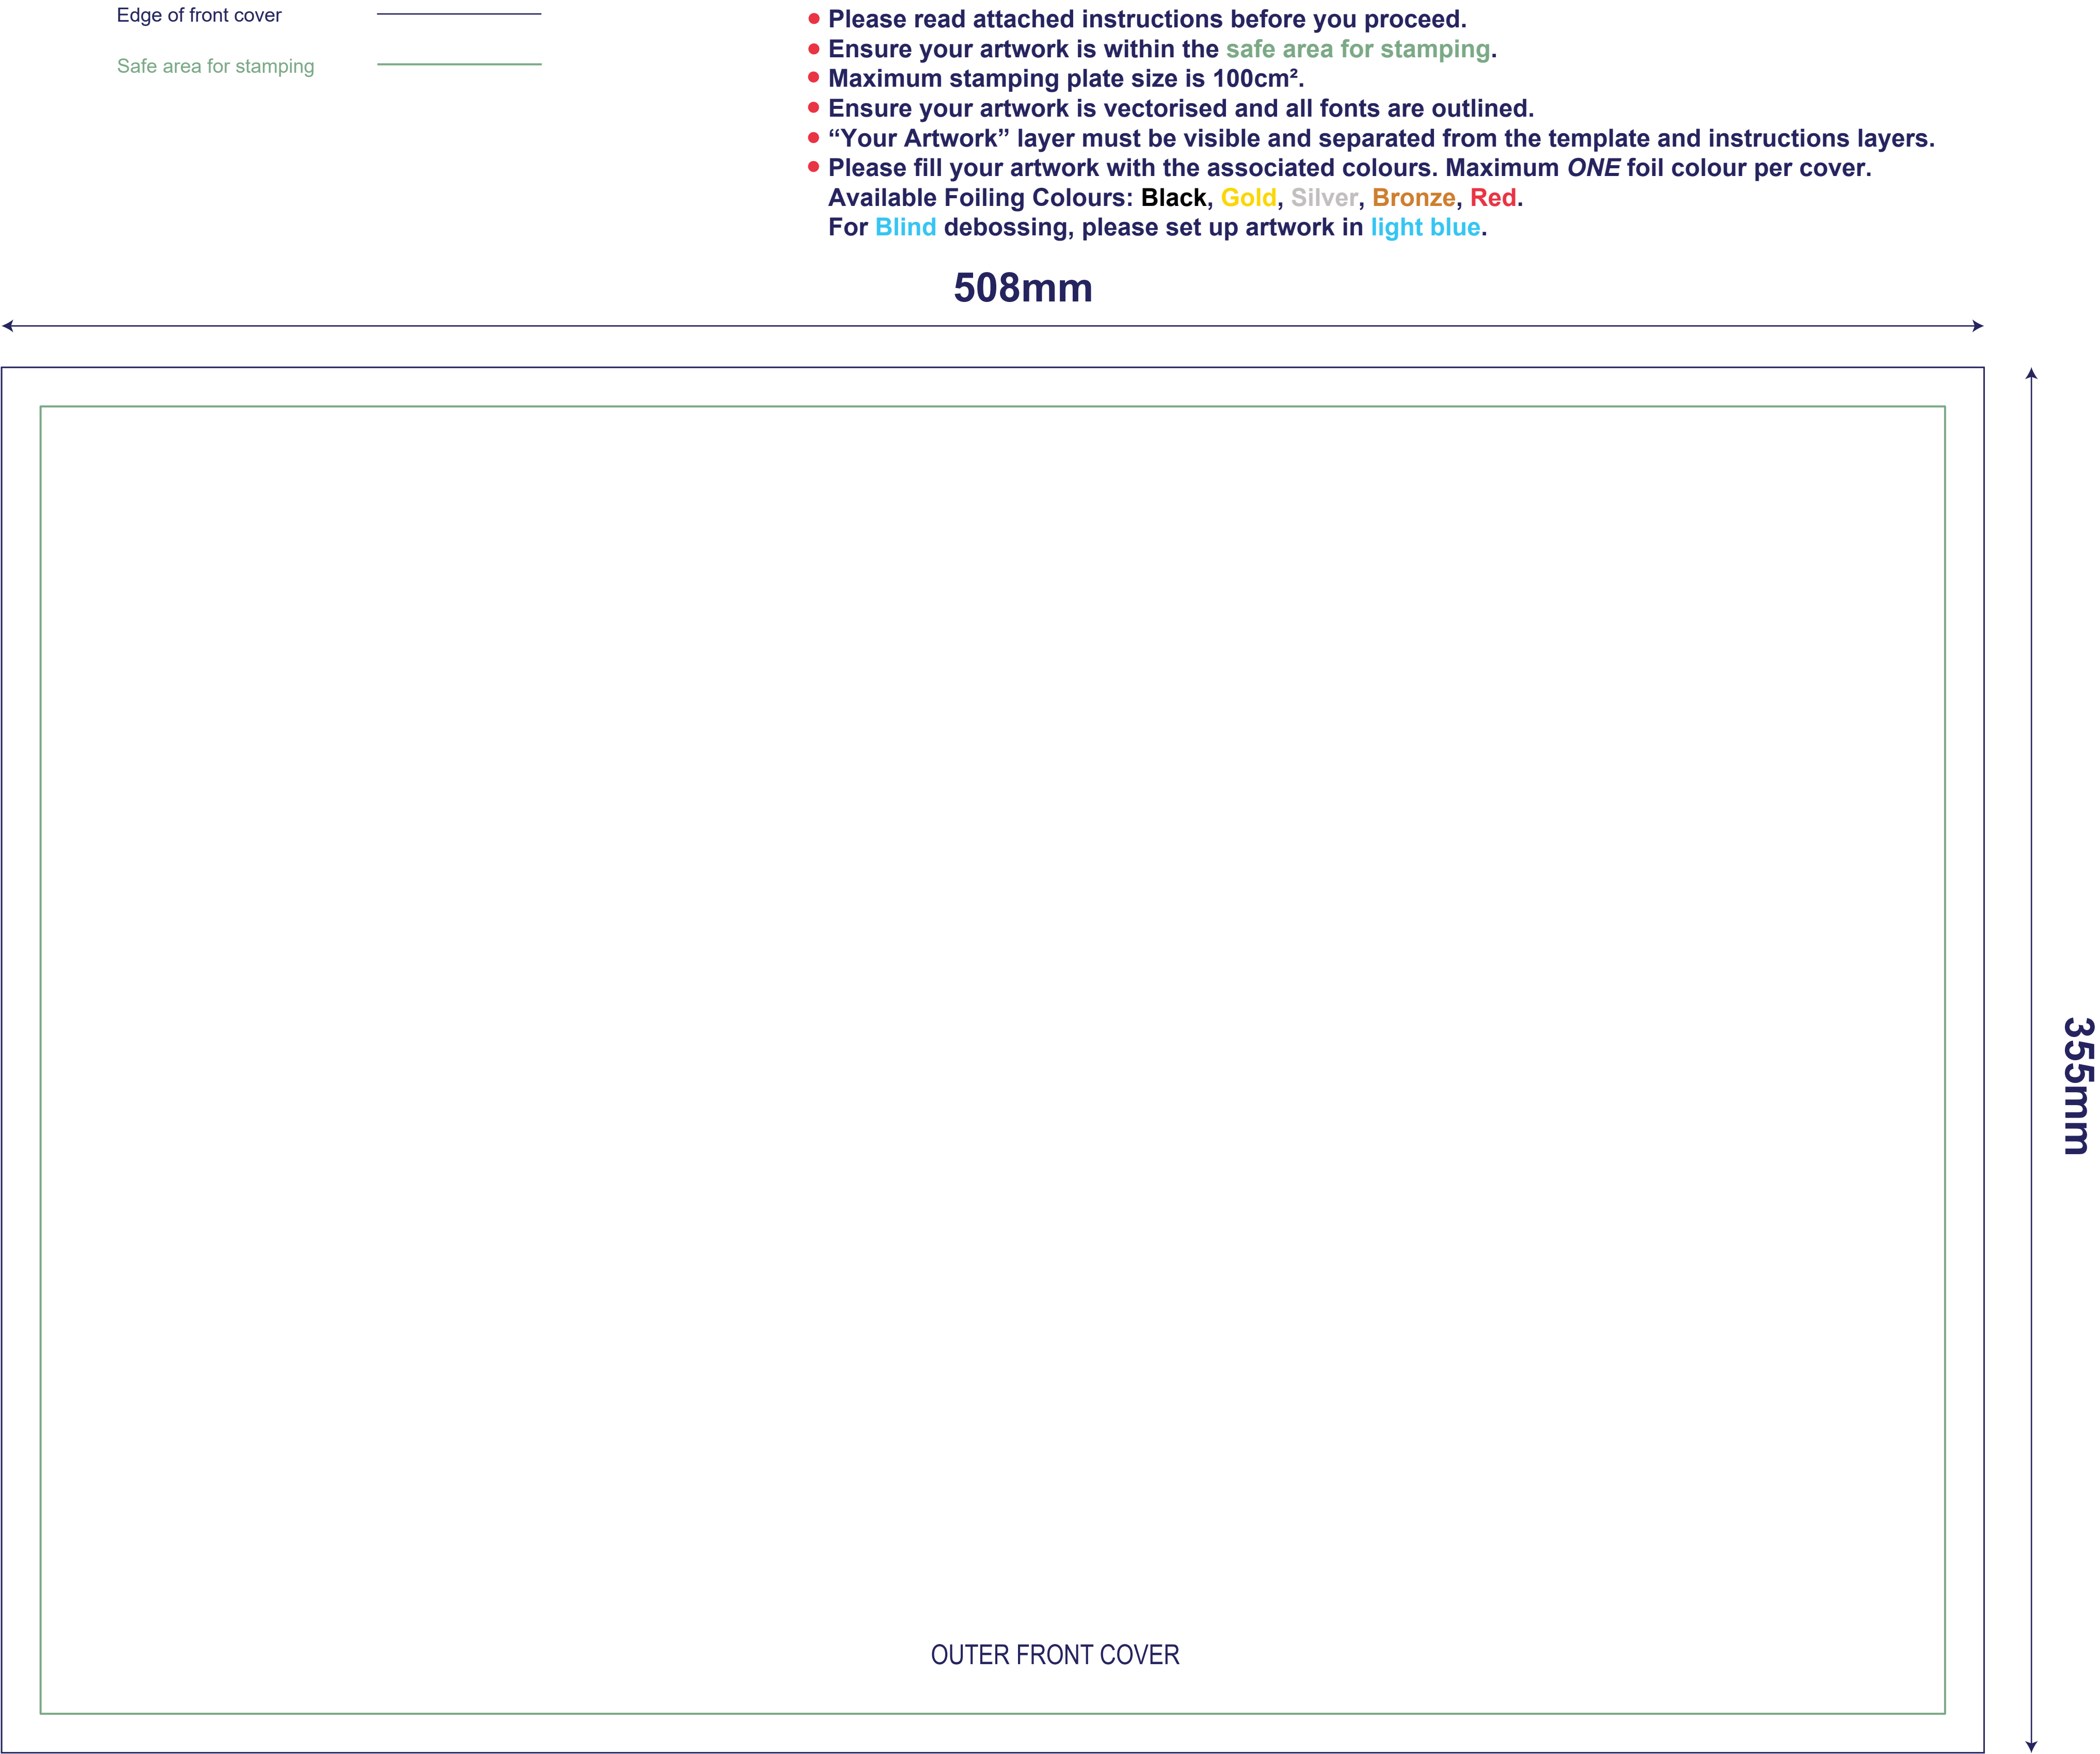 Edge of front cover
Safe area for stamping
• Please read attached instructions before you proceed.
• Ensure your artwork is within the safe area for stamping.
• Maximum stamping plate size is 100cm².
• Ensure your artwork is vectorised and all fonts are outlined.
• “Your Artwork” layer must be visible and separated from the template and instructions layers.
• Please fill your artwork with the associated colours. Maximum ONE foil colour per cover.
Available Foiling Colours: Black, Gold, Silver, Bronze, Red.
For Blind debossing, please set up artwork in light blue.
508mm
355mm
OUTER FRONT COVER